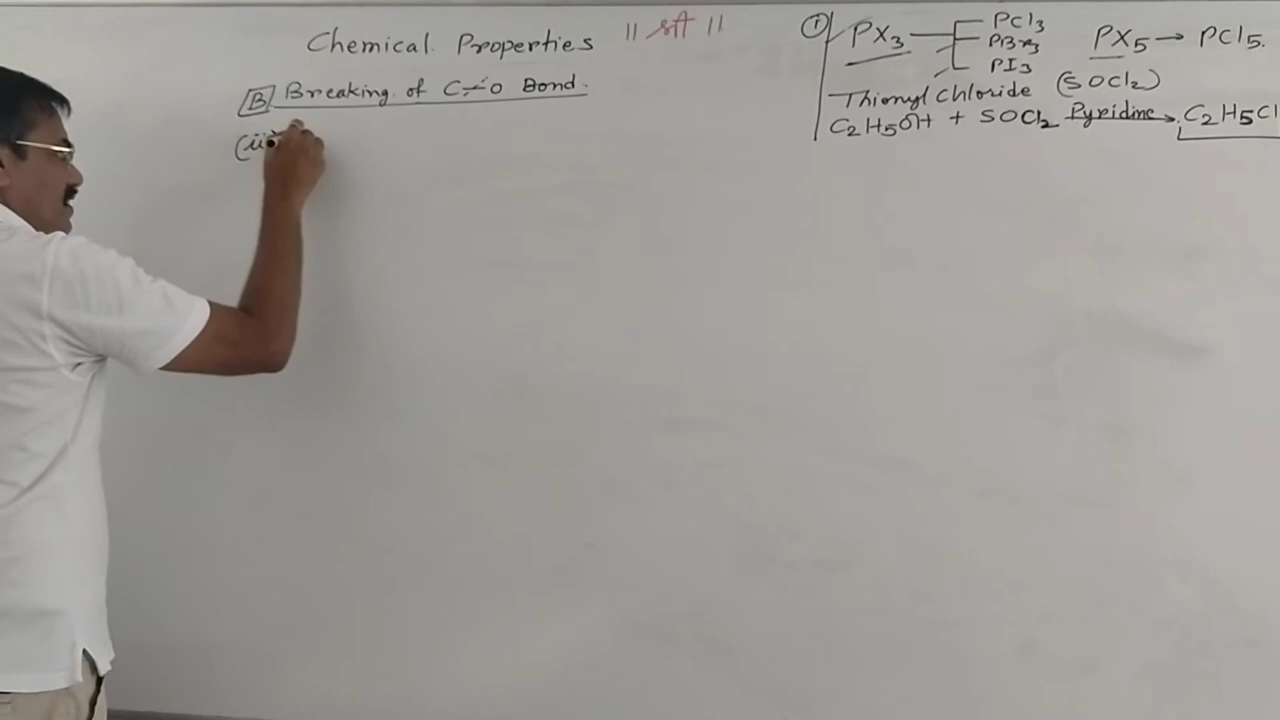 Chemical Properties
B Breaking of C-O Bond.
(ii)
① PX₃ PCl₃ PX₅ → PCl₅.
PBr₃
PI₃
Thionyl Chloride (SOCl₂)
C₂H₅OH + SOCl₂ Pyridine → C₂H₅Cl